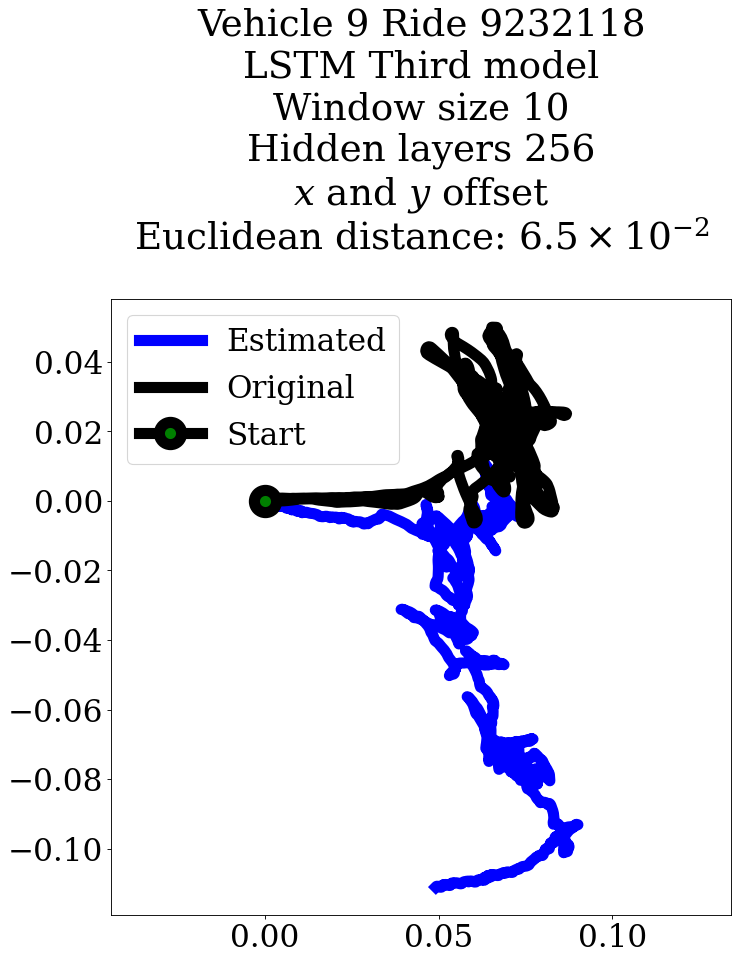 Vehicle 9 Ride 9232118
LSTM Third model
Window size 10
Hidden layers 256
x and y offset
Euclidean distance: 6.5 × 10⁻²
Estimated
Original
Start
0.04
0.02
0.00
−0.02
−0.04
−0.06
−0.08
−0.10
0.00 0.05 0.10